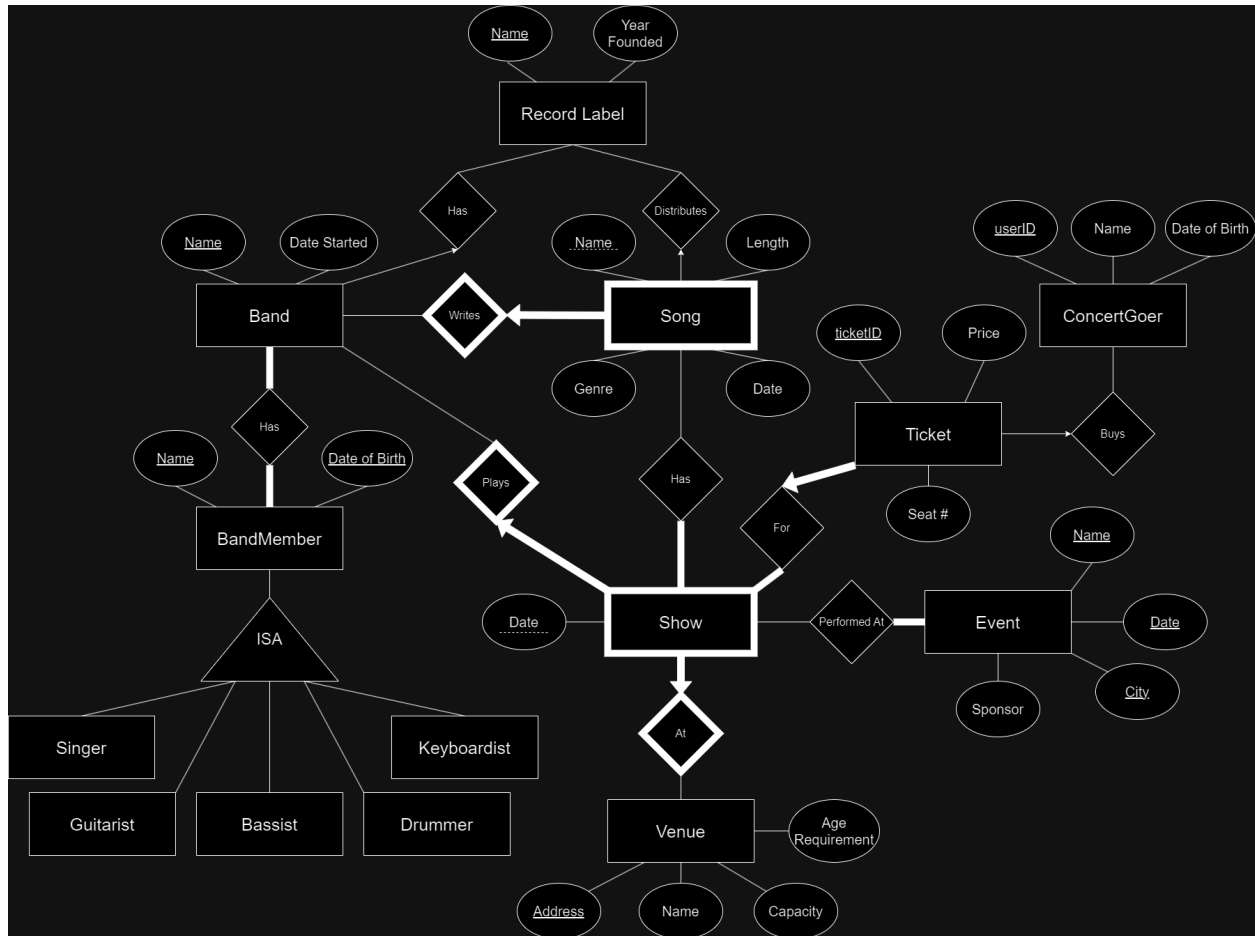 Name
Year
Founded
Record Label
Has
Distributes
Name
Date Started
Name
Length
userID
Name
Date of Birth
Band
Writes
Song
ConcertGoer
ticketID
Price
Genre
Date
Has
Ticket
Buys
Name
Date of Birth
Plays
Has
For
Seat #
BandMember
Name
ISA
Date
Show
Performed At
Event
Date
City
Sponsor
Singer
Keyboardist
At
Guitarist
Bassist
Drummer
Venue
Age
Requirement
Address
Name
Capacity